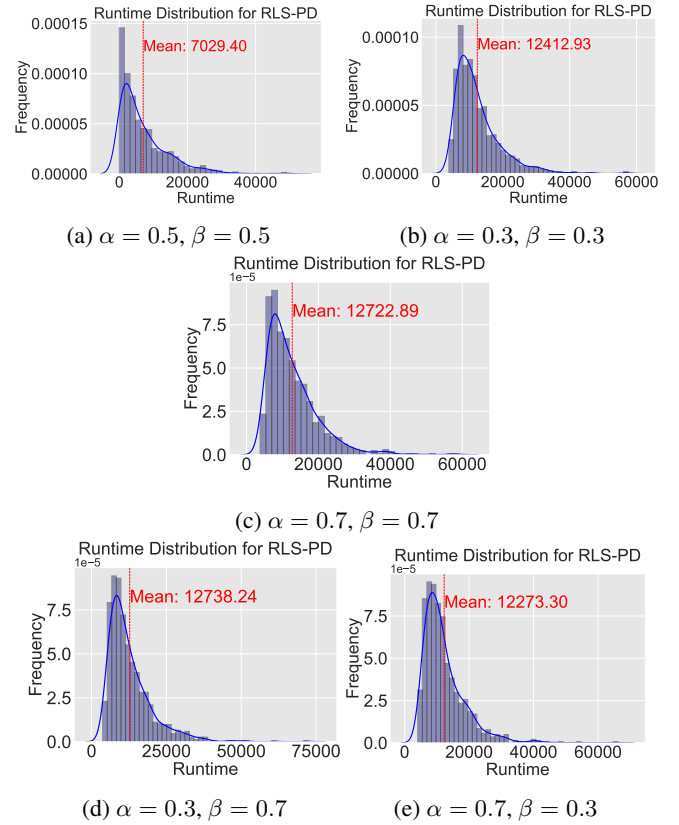 Runtime Distribution for RLS-PD
0.00015
0.00010
0.00005
0.00000
Frequency
Mean: 7029.40
0 20000 40000
Runtime
(a) α = 0.5, β = 0.5
Runtime Distribution for RLS-PD
0.00010
0.00005
0.00000
Frequency
Mean: 12412.93
0 20000 40000 60000
Runtime
(b) α = 0.3, β = 0.3
Runtime Distribution for RLS-PD
1e−5
7.5
5.0
2.5
0.0
Frequency
Mean: 12722.89
0 20000 40000 60000
Runtime
(c) α = 0.7, β = 0.7
Runtime Distribution for RLS-PD
1e−5
7.5
5.0
2.5
0.0
Frequency
Mean: 12738.24
0 25000 50000 75000
Runtime
(d) α = 0.3, β = 0.7
Runtime Distribution for RLS-PD
1e−5
7.5
5.0
2.5
0.0
Frequency
Mean: 12273.30
0 20000 40000 60000
Runtime
(e) α = 0.7, β = 0.3